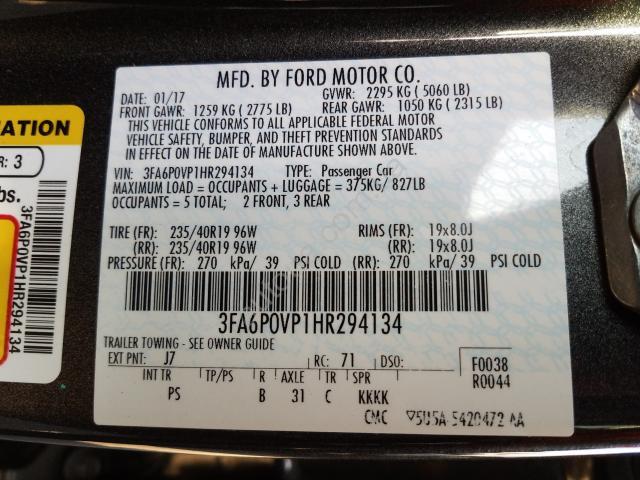 MFD. BY FORD MOTOR CO.
DATE: 01/17 GVWR: 2295 KG ( 5060 LB)
FRONT GAWR: 1259 KG ( 2775 LB) REAR GAWR: 1050 KG ( 2315 LB)
THIS VEHICLE CONFORMS TO ALL APPLICABLE FEDERAL MOTOR
VEHICLE SAFETY, BUMPER, AND THEFT PREVENTION STANDARDS
IN EFFECT ON THE DATE OF MANUFACTURE SHOWN ABOVE.
VIN: 3FA6P0VP1HR294134 TYPE: Passenger Car
MAXIMUM LOAD = OCCUPANTS + LUGGAGE = 375KG/ 827LB
OCCUPANTS = 5 TOTAL; 2 FRONT, 3 REAR
TIRE (FR): 235/40R19 96W RIMS (FR): 19x8.0J
(RR): 235/40R19 96W (RR): 19x8.0J
PRESSURE (FR): 270 kPa/ 39 PSI COLD (RR): 270 kPa/ 39 PSI COLD
3FA6P0VP1HR294134
TRAILER TOWING - SEE OWNER GUIDE
EXT PNT: J7 RC: 71 DSO: F0038
R0044
INT TR TP/PS R AXLE TR SPR
PS B 31 C KKKK
CMC 5U5A-5420472-AA
NATION
R: 3
bs.
3FA6P0VP1HR294134